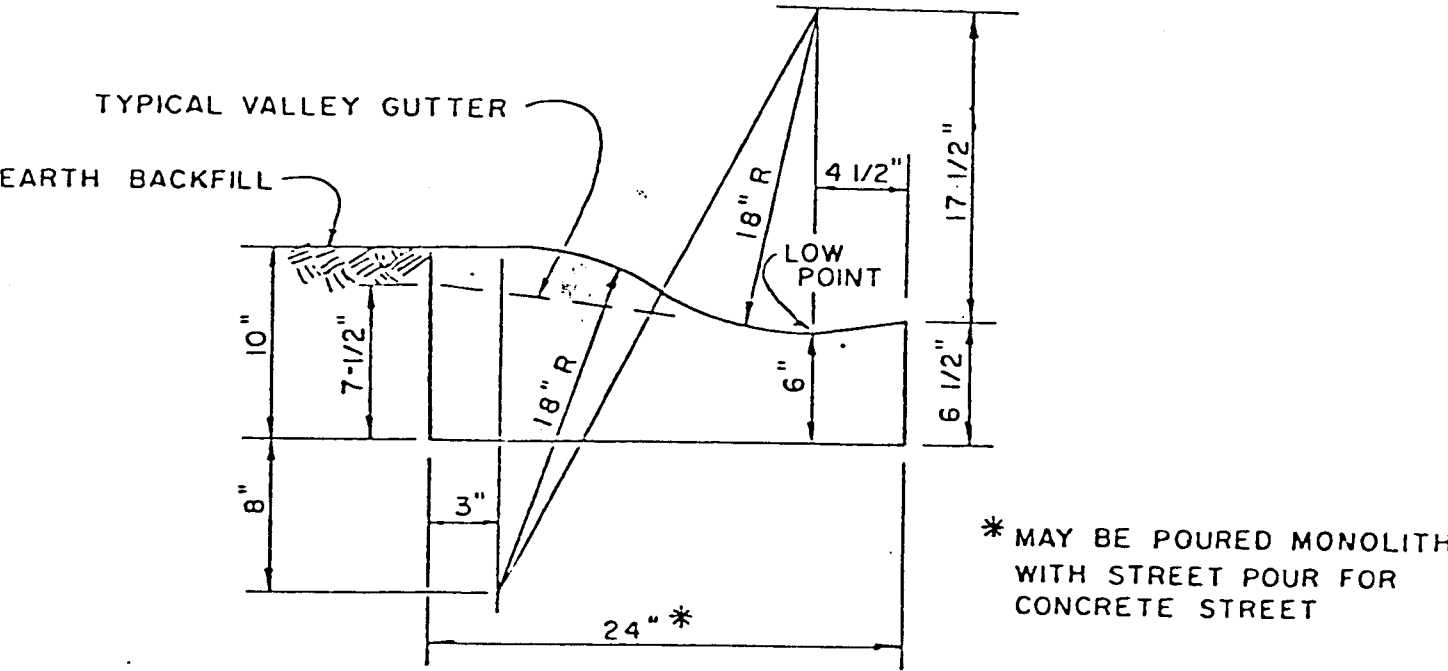 TYPICAL VALLEY GUTTER
EARTH BACKFILL
4 1/2"
17-1/2"
18" R
LOW
POINT
10"
7-1/2"
18" R
6"
6 1/2"
8"
3"
24" *
* MAY BE POURED MONOLITH
WITH STREET POUR FOR
CONCRETE STREET